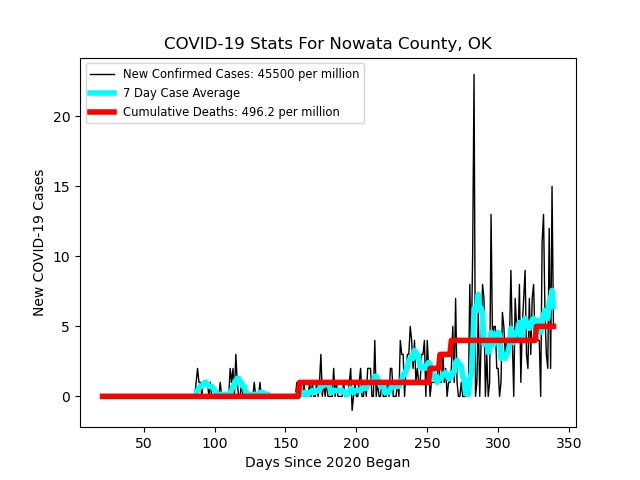 COVID-19 Stats For Nowata County, OK
New Confirmed Cases: 45500 per million
7 Day Case Average
Cumulative Deaths: 496.2 per million
New COVID-19 Cases
20
15
10
5
0
50
100
150
200
250
300
350
Days Since 2020 Began